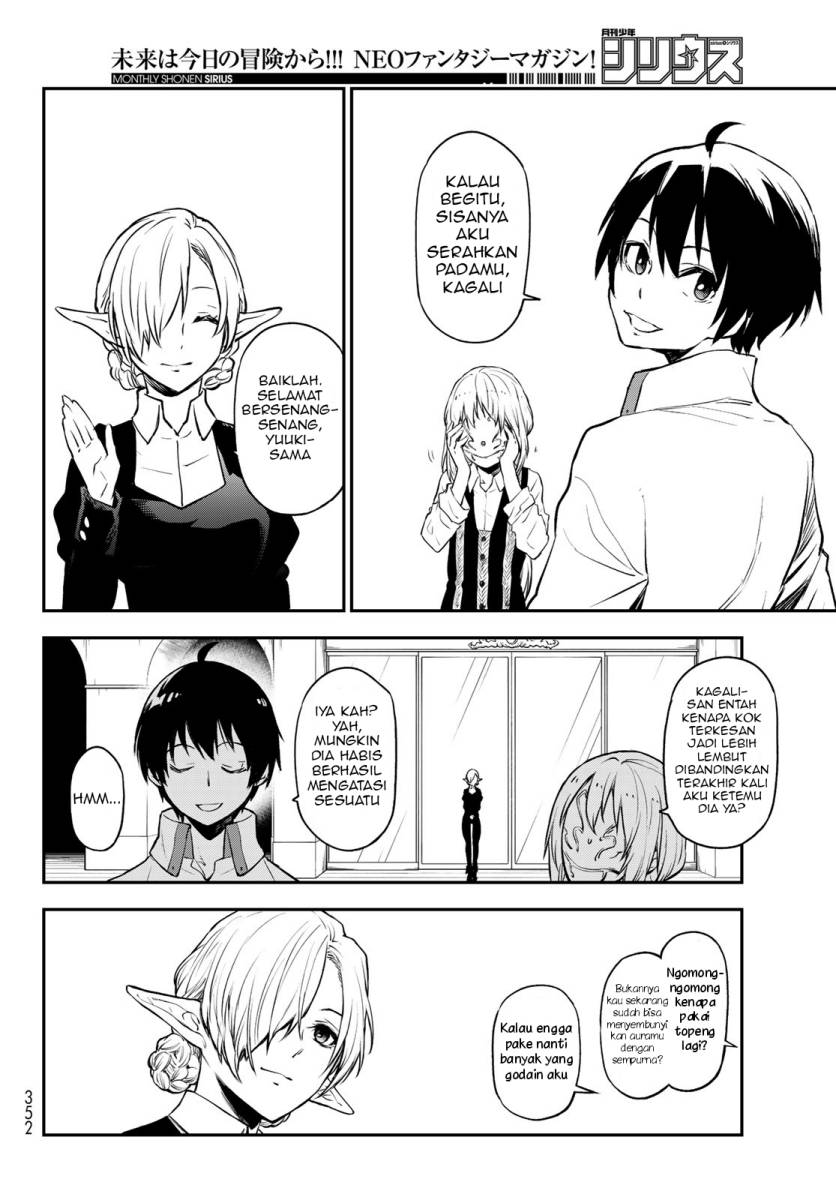 未来は今日の冒険から!!! NEOファンタジーマガジン!
MONTHLY SHONEN SIRIUS
月刊少年
シリウス
KALAU
BEGITU,
SISANYA
AKU
SERAHKAN
PADAMU,
KAGALI
BAIKLAH,
SELAMAT
BERSENANG-
SENANG,
YUUKI-
SAMA
KAGALI-
SAN ENTAH
KENAPA KOK
TERKESAN
JADI LEBIH
LEMBUT
DIBANDINGKAN
TERAKHIR KALI
AKU KETEMU
DIA YA?
IYA KAH?
YAH,
MUNGKIN
DIA HABIS
BERHASIL
MENGATASI
SESUATU
HMM...
Ngomong-
ngomong
kenapa
pakai
topeng
lagi?
Bukannya
kau sekarang
sudah bisa
menyembunyi
kan auramu
dengan
sempurna?
Kalau engga
pake nanti
banyak yang
godain aku
352